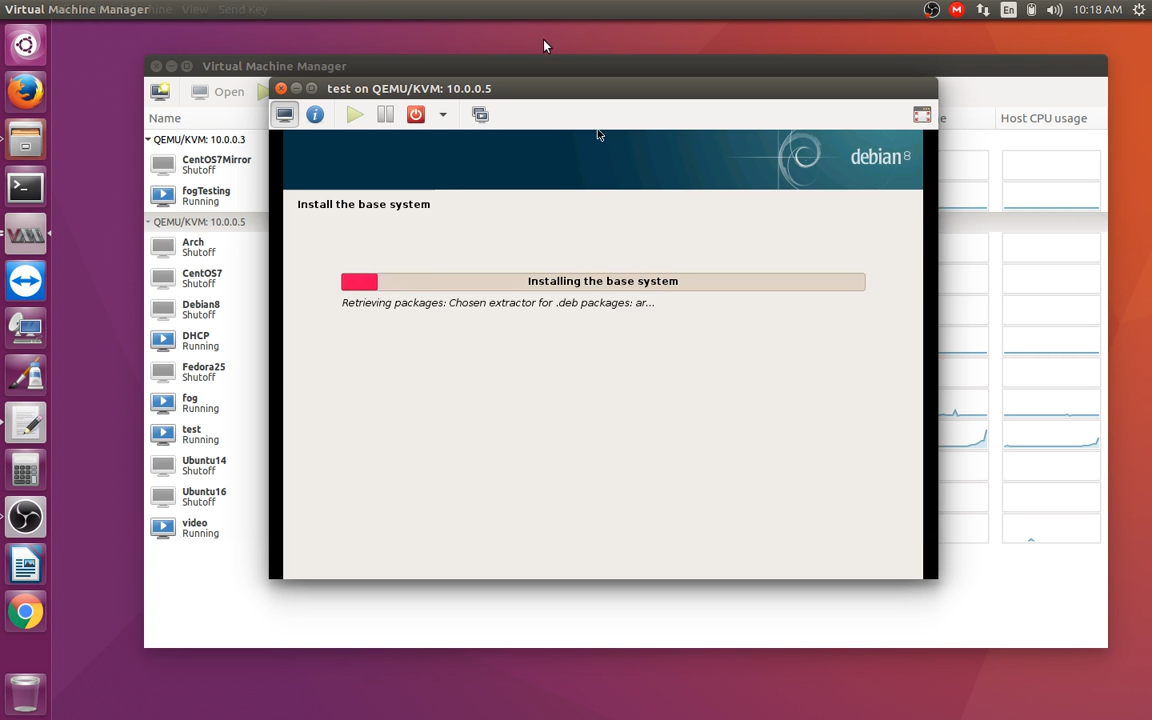 Virtual Machine Manager
hine View Send Key
En
10:18 AM
Virtual Machine Manager
Open
test on QEMU/KVM: 10.0.0.5
Name
Host CPU usage
QEMU/KVM: 10.0.0.3
CentOS7Mirror
Shutoff
fogTesting
Running
QEMU/KVM: 10.0.0.5
Arch
Shutoff
CentOS7
Shutoff
Debian8
Shutoff
DHCP
Running
Fedora25
Shutoff
fog
Running
test
Running
Ubuntu14
Shutoff
Ubuntu16
Shutoff
video
Running
debian 8
Install the base system
Installing the base system
Retrieving packages: Chosen extractor for .deb packages: ar...